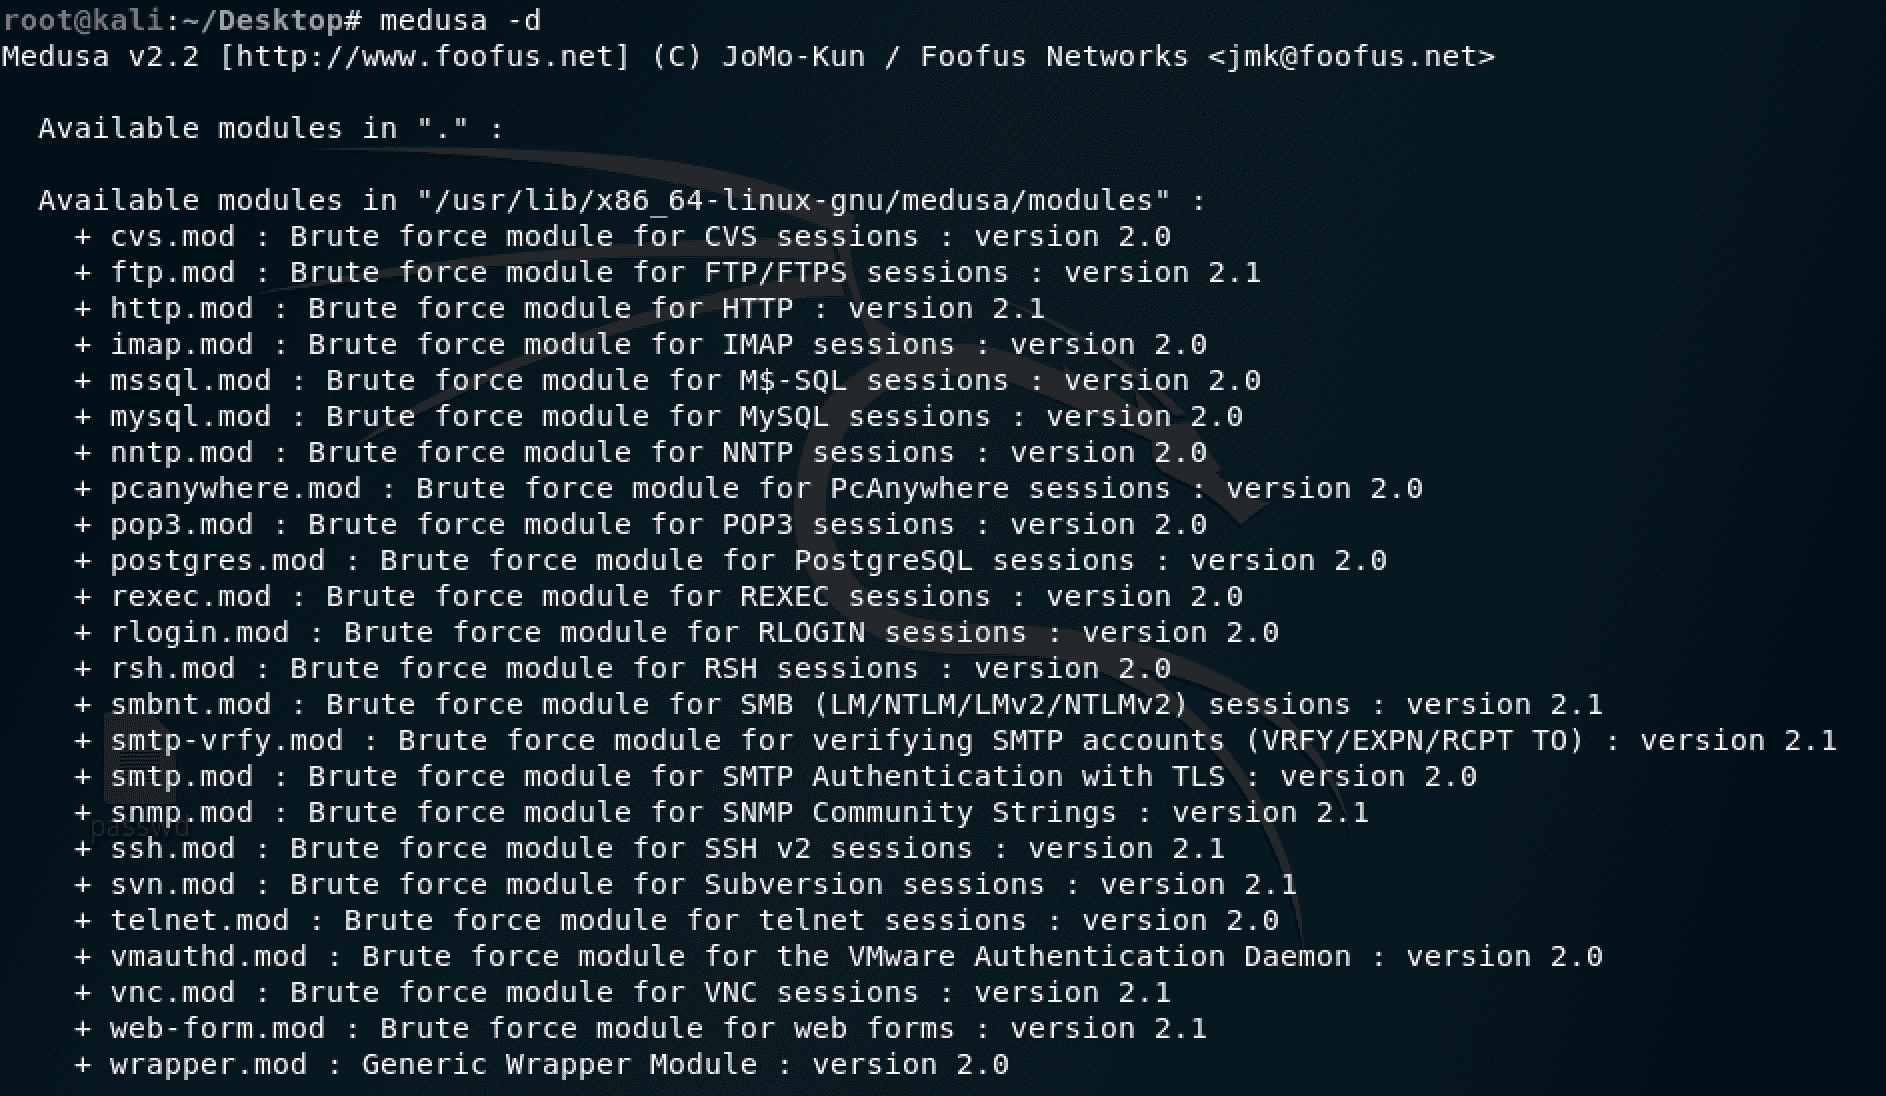 root@kali:~/Desktop# medusa -d
Medusa v2.2 [http://www.foofus.net] (C) JoMo-Kun / Foofus Networks <jmk@foofus.net>
Available modules in "." :
Available modules in "/usr/lib/x86_64-linux-gnu/medusa/modules" :
+ cvs.mod : Brute force module for CVS sessions : version 2.0
+ ftp.mod : Brute force module for FTP/FTPS sessions : version 2.1
+ http.mod : Brute force module for HTTP : version 2.1
+ imap.mod : Brute force module for IMAP sessions : version 2.0
+ mssql.mod : Brute force module for M$-SQL sessions : version 2.0
+ mysql.mod : Brute force module for MySQL sessions : version 2.0
+ nntp.mod : Brute force module for NNTP sessions : version 2.0
+ pcanywhere.mod : Brute force module for PcAnywhere sessions : version 2.0
+ pop3.mod : Brute force module for POP3 sessions : version 2.0
+ postgres.mod : Brute force module for PostgreSQL sessions : version 2.0
+ rexec.mod : Brute force module for REXEC sessions : version 2.0
+ rlogin.mod : Brute force module for RLOGIN sessions : version 2.0
+ rsh.mod : Brute force module for RSH sessions : version 2.0
+ smbnt.mod : Brute force module for SMB (LM/NTLM/LMv2/NTLMv2) sessions : version 2.1
+ smtp-vrfy.mod : Brute force module for verifying SMTP accounts (VRFY/EXPN/RCPT TO) : version 2.1
+ smtp.mod : Brute force module for SMTP Authentication with TLS : version 2.0
+ snmp.mod : Brute force module for SNMP Community Strings : version 2.1
passwd
+ ssh.mod : Brute force module for SSH v2 sessions : version 2.1
+ svn.mod : Brute force module for Subversion sessions : version 2.1
+ telnet.mod : Brute force module for telnet sessions : version 2.0
+ vmauthd.mod : Brute force module for the VMware Authentication Daemon : version 2.0
+ vnc.mod : Brute force module for VNC sessions : version 2.1
+ web-form.mod : Brute force module for web forms : version 2.1
+ wrapper.mod : Generic Wrapper Module : version 2.0